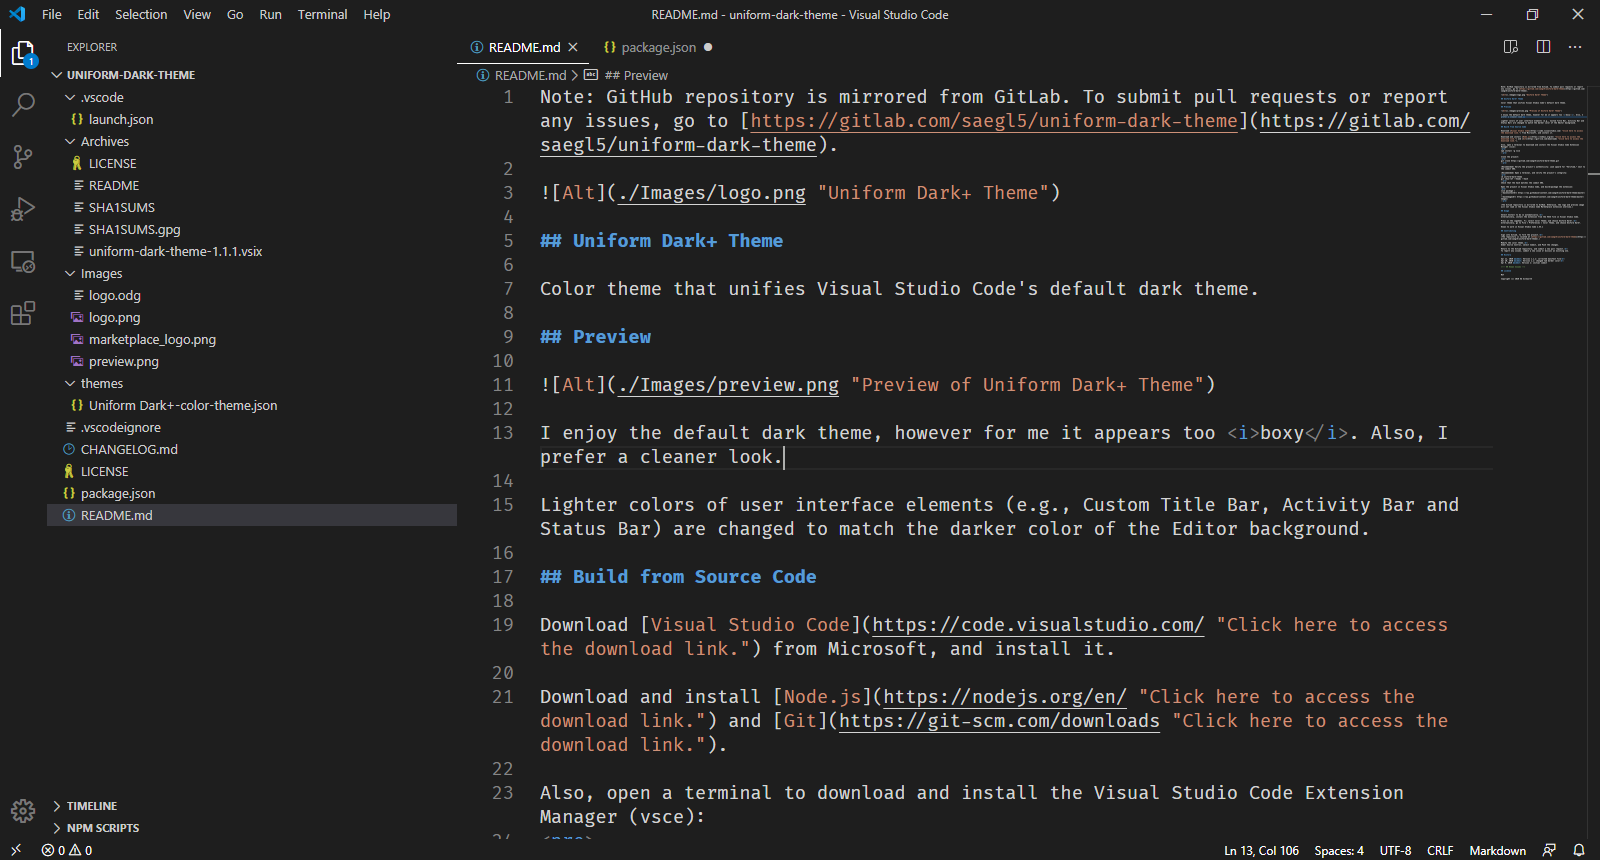 File Edit Selection View Go Run Terminal Help
README.md - uniform-dark-theme - Visual Studio Code
EXPLORER
1
UNIFORM-DARK-THEME
.vscode
{} launch.json
Archives
LICENSE
README
SHA1SUMS
SHA1SUMS.gpg
uniform-dark-theme-1.1.1.vsix
Images
logo.odg
logo.png
marketplace_logo.png
preview.png
themes
{} Uniform Dark+-color-theme.json
.vscodeignore
CHANGELOG.md
LICENSE
{} package.json
README.md
TIMELINE
NPM SCRIPTS
README.md
{} package.json
README.md > abc ## Preview
1 Note: GitHub repository is mirrored from GitLab. To submit pull requests or report
any issues, go to [https://gitlab.com/saegl5/uniform-dark-theme](https://gitlab.com/
saegl5/uniform-dark-theme).
2
3 ![Alt](./Images/logo.png "Uniform Dark+ Theme")
4
5 ## Uniform Dark+ Theme
6
7 Color theme that unifies Visual Studio Code's default dark theme.
8
9 ## Preview
10
11 ![Alt](./Images/preview.png "Preview of Uniform Dark+ Theme")
12
13 I enjoy the default dark theme, however for me it appears too <i>boxy</i>. Also, I
prefer a cleaner look.
14
15 Lighter colors of user interface elements (e.g., Custom Title Bar, Activity Bar and
Status Bar) are changed to match the darker color of the Editor background.
16
17 ## Build from Source Code
18
19 Download [Visual Studio Code](https://code.visualstudio.com/ "Click here to access
the download link.") from Microsoft, and install it.
20
21 Download and install [Node.js](https://nodejs.org/en/ "Click here to access the
download link.") and [Git](https://git-scm.com/downloads "Click here to access the
download link.").
22
23 Also, open a terminal to download and install the Visual Studio Code Extension
Manager (vsce):
24 <pre>
0 0
Ln 13, Col 106 Spaces: 4 UTF-8 CRLF Markdown